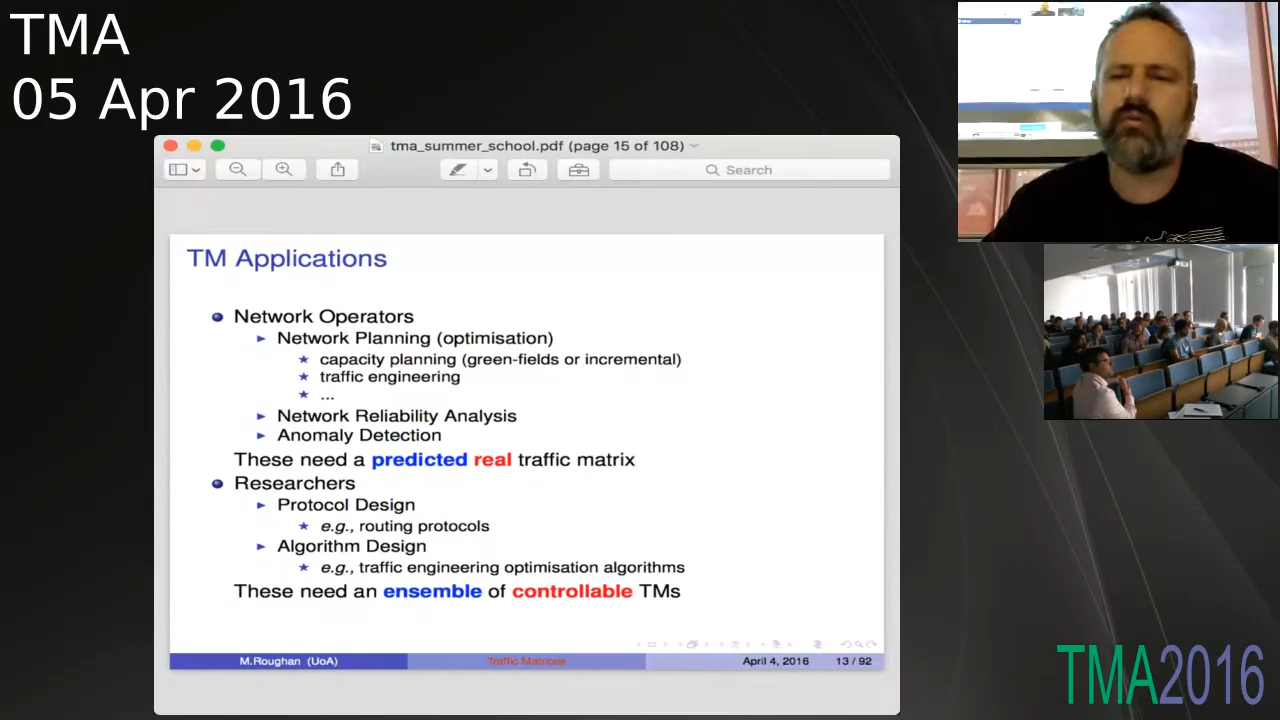 TMA
05 Apr 2016
tma_summer_school.pdf (page 15 of 108)
Search
TM Applications
Network Operators
Network Planning (optimisation)
capacity planning (green-fields or incremental)
traffic engineering
...
Network Reliability Analysis
Anomaly Detection
These need a predicted real traffic matrix
Researchers
Protocol Design
e.g., routing protocols
Algorithm Design
e.g., traffic engineering optimisation algorithms
These need an ensemble of controllable TMs
M.Roughan (UoA) Traffic Matrices April 4, 2016 13 / 92
TMA2016